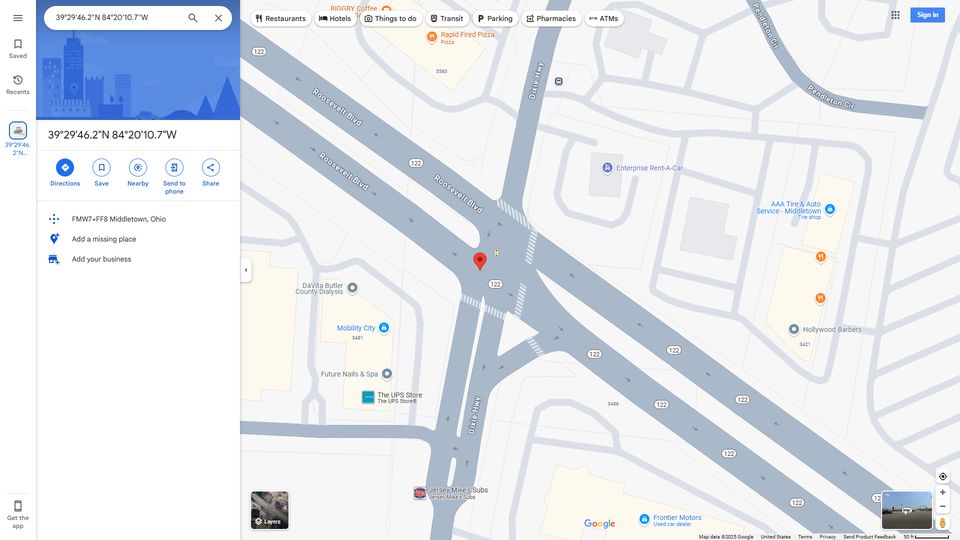 39°29'46.2"N 84°20'10.7"W
Restaurants
Hotels
Things to do
Transit
Parking
Pharmacies
ATMs
Sign in
Saved
Recents
39°29'46.
2"N...
39°29'46.2"N 84°20'10.7"W
Directions
Save
Nearby
Send to
phone
Share
FMW7+FF8 Middletown, Ohio
Add a missing place
Add your business
Get the
app
BIGGBY COFFEE
Rapid Fired Pizza
Pizza
3583
122
Roosevelt Blvd
Roosevelt Blvd
122
Roosevelt Blvd
Dixie Hwy
Pendleton Cir
Pendleton Cir
Enterprise Rent-A-Car
AAA Tire & Auto
Service - Middletown
Tire shop
Hollywood Barbers
3421
122
DaVita Butler
County Dialysis
Mobility City
3481
Future Nails & Spa
The UPS Store
The UPS Store®
Dixie Hwy
122
122
122
122
122
122
122
3486
Jersey Mike's Subs
Jersey Mike's Subs
Layers
Google
Frontier Motors
Used car dealer
Map data ©2025 Google
United States
Terms
Privacy
Send Product Feedback
50 ft